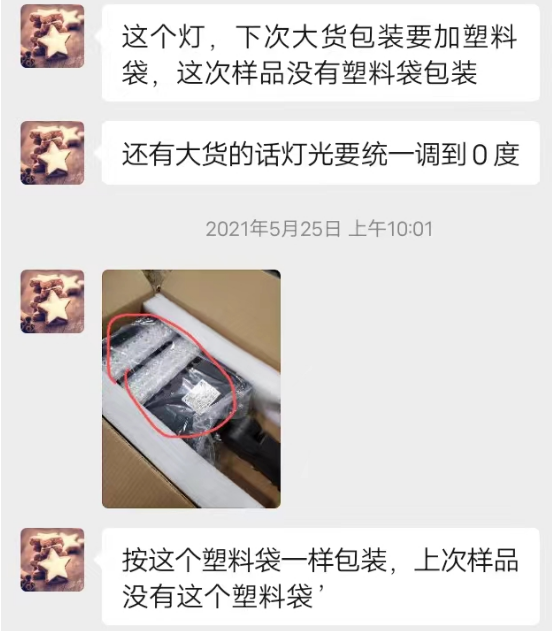 这个灯，下次大货包装要加塑料
袋，这次样品没有塑料袋包装
还有大货的话灯光要统一调到0度
2021年5月25日 上午10:01
按这个塑料袋一样包装，上次样品
没有这个塑料袋’